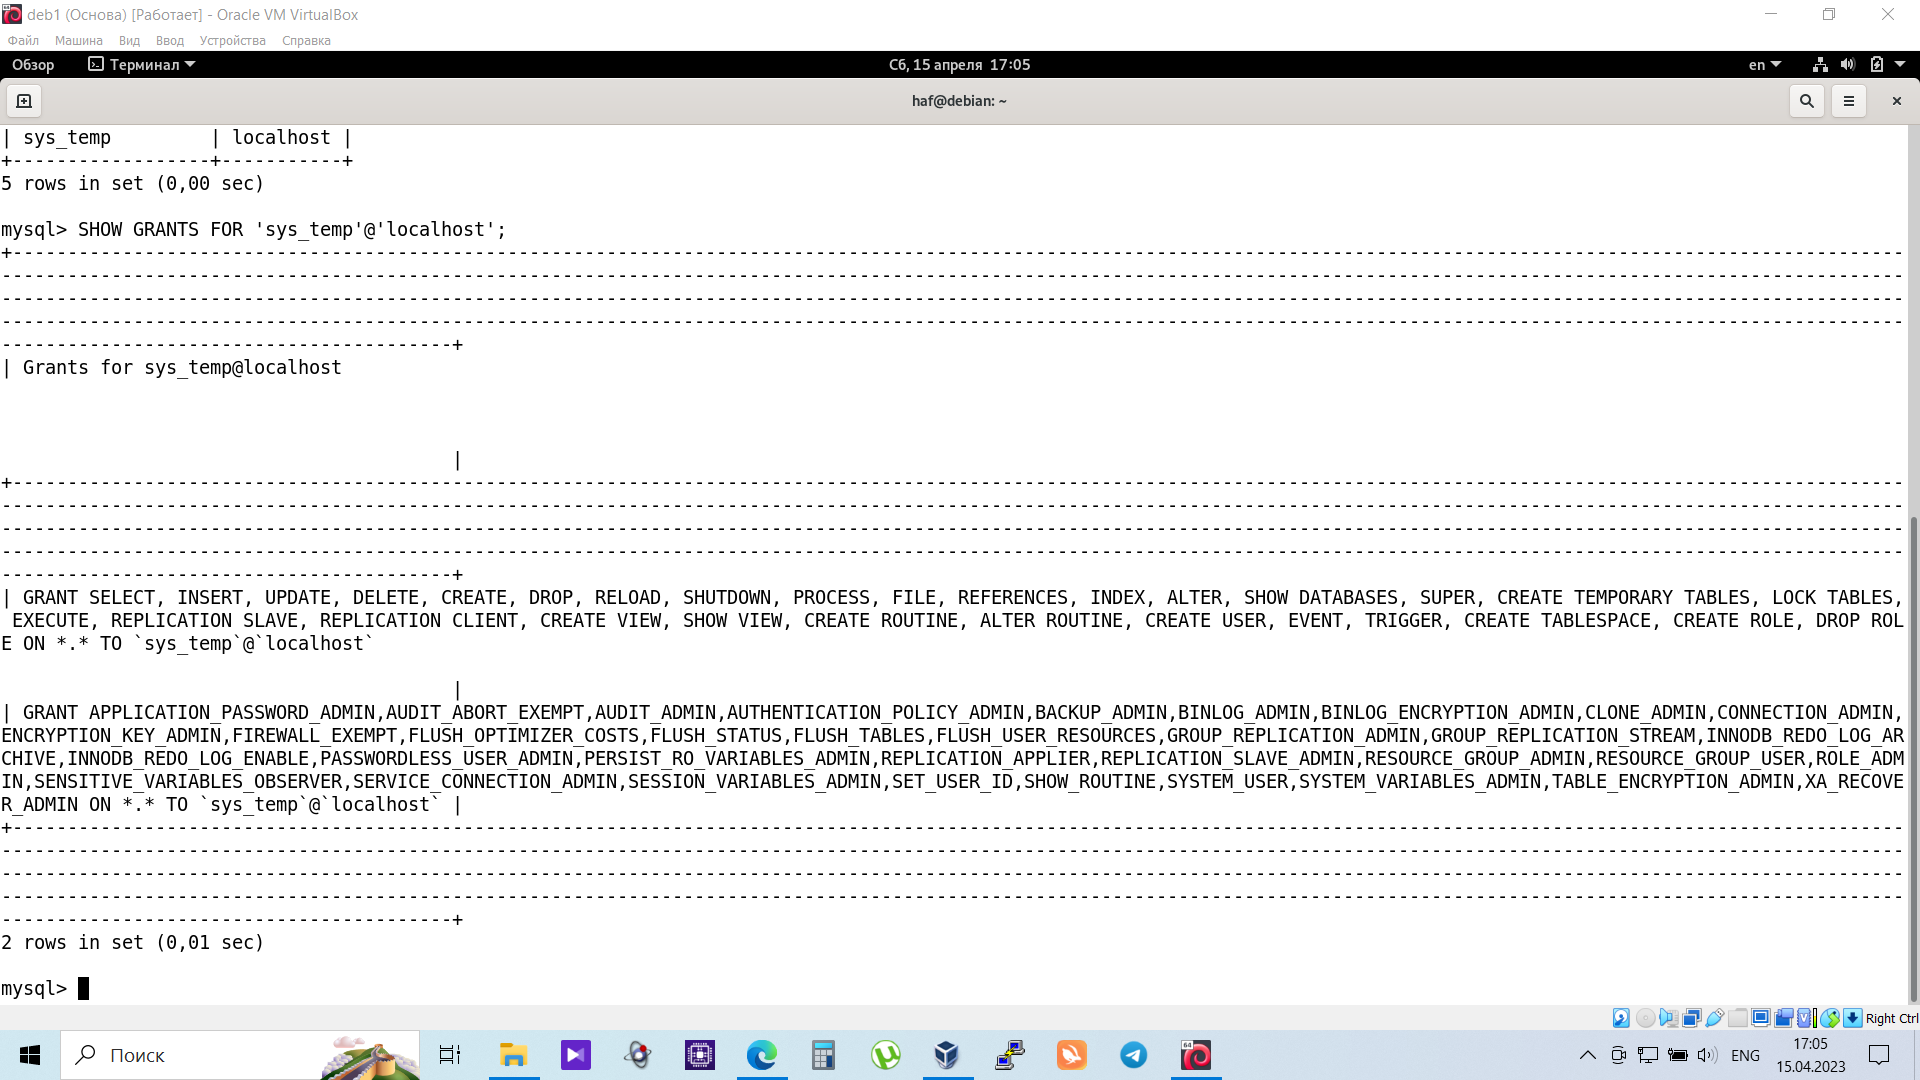 deb1 (Основа) [Работает] - Oracle VM VirtualBox
Файл Машина Вид Ввод Устройства Справка
Обзор Терминал Сб, 15 апреля 17:05 en
haf@debian: ~
| sys_temp         | localhost |
+------------------+-----------+
5 rows in set (0,00 sec)
mysql> SHOW GRANTS FOR 'sys_temp'@'localhost';
| Grants for sys_temp@localhost
|
| GRANT SELECT, INSERT, UPDATE, DELETE, CREATE, DROP, RELOAD, SHUTDOWN, PROCESS, FILE, REFERENCES, INDEX, ALTER, SHOW DATABASES, SUPER, CREATE TEMPORARY TABLES, LOCK TABLES,
EXECUTE, REPLICATION SLAVE, REPLICATION CLIENT, CREATE VIEW, SHOW VIEW, CREATE ROUTINE, ALTER ROUTINE, CREATE USER, EVENT, TRIGGER, CREATE TABLESPACE, CREATE ROLE, DROP ROL
E ON *.* TO `sys_temp`@`localhost`
|
| GRANT APPLICATION_PASSWORD_ADMIN,AUDIT_ABORT_EXEMPT,AUDIT_ADMIN,AUTHENTICATION_POLICY_ADMIN,BACKUP_ADMIN,BINLOG_ADMIN,BINLOG_ENCRYPTION_ADMIN,CLONE_ADMIN,CONNECTION_ADMIN,
ENCRYPTION_KEY_ADMIN,FIREWALL_EXEMPT,FLUSH_OPTIMIZER_COSTS,FLUSH_STATUS,FLUSH_TABLES,FLUSH_USER_RESOURCES,GROUP_REPLICATION_ADMIN,GROUP_REPLICATION_STREAM,INNODB_REDO_LOG_AR
CHIVE,INNODB_REDO_LOG_ENABLE,PASSWORDLESS_USER_ADMIN,PERSIST_RO_VARIABLES_ADMIN,REPLICATION_APPLIER,REPLICATION_SLAVE_ADMIN,RESOURCE_GROUP_ADMIN,RESOURCE_GROUP_USER,ROLE_ADM
IN,SENSITIVE_VARIABLES_OBSERVER,SERVICE_CONNECTION_ADMIN,SESSION_VARIABLES_ADMIN,SET_USER_ID,SHOW_ROUTINE,SYSTEM_USER,SYSTEM_VARIABLES_ADMIN,TABLE_ENCRYPTION_ADMIN,XA_RECOVE
R_ADMIN ON *.* TO `sys_temp`@`localhost` |
2 rows in set (0,01 sec)
mysql>
Right Ctrl
Поиск
ENG
17:05
15.04.2023